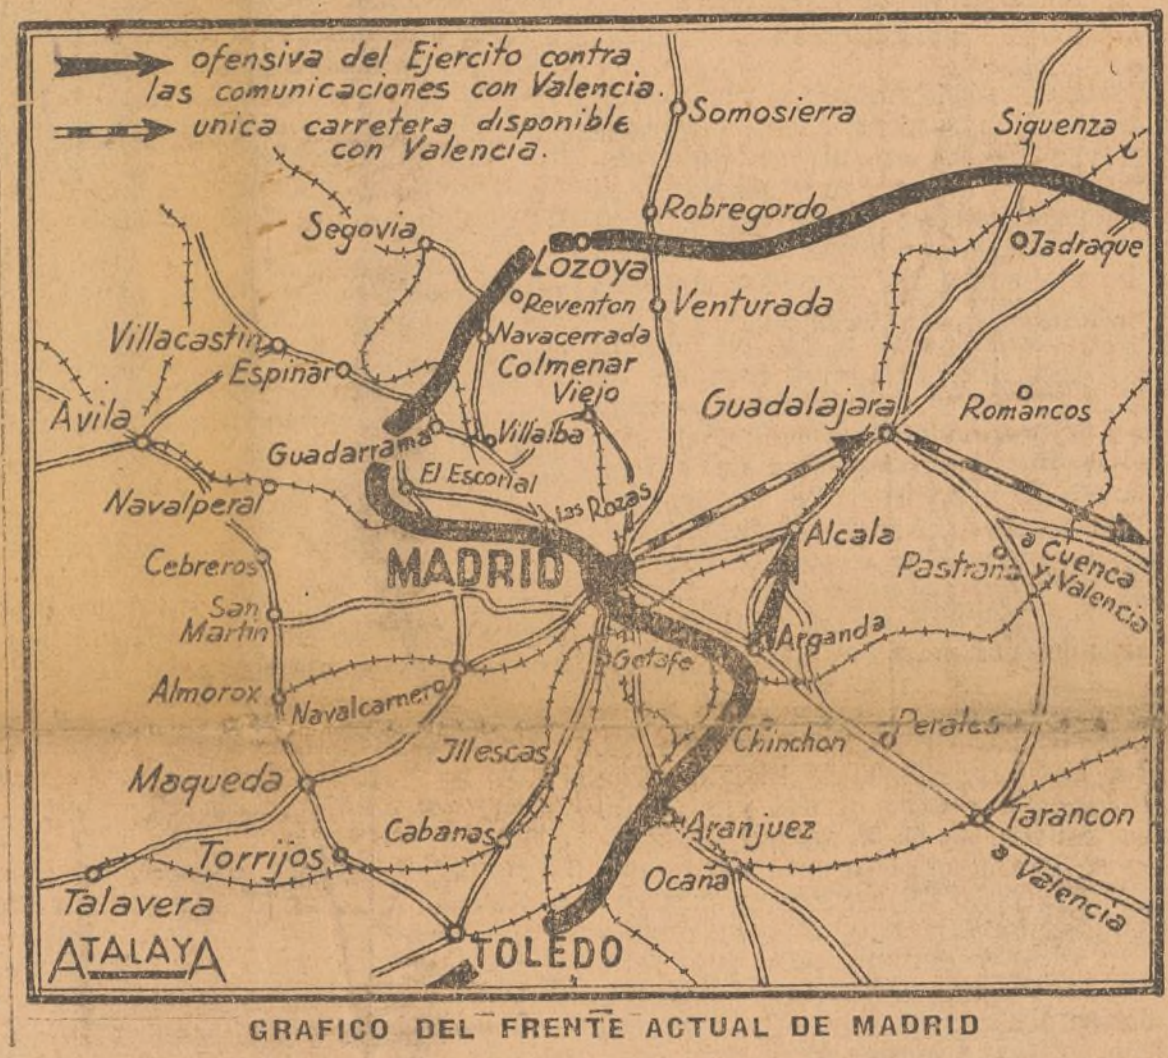 ofensiva del Ejercito contra
las comunicaciones con Valencia.
unica carretera disponible
con Valencia.
Somosierra
Siguenza
Robregordo
Segovia
Jadraque
Lozoya
Reventon
Venturada
Villacastin
Navacerrada
Espinar
Colmenar
Viejo
Guadalajara
Romancos
Avila
Guadarrama
Villalba
El Escorial
Navalperal
Las Rozas
Alcala
MADRID
Cebreros
Pastrana
a Cuenca
y Valencia
San
Martin
Arganda
Getafe
Almorox
Navalcarnero
Chinchon
Perales
Illescas
Maqueda
Cabanas
Aranjuez
Tarancon
Torrijos
Ocaña
a Valencia
Talavera
TOLEDO
ATALAYA
GRAFICO DEL FRENTE ACTUAL DE MADRID